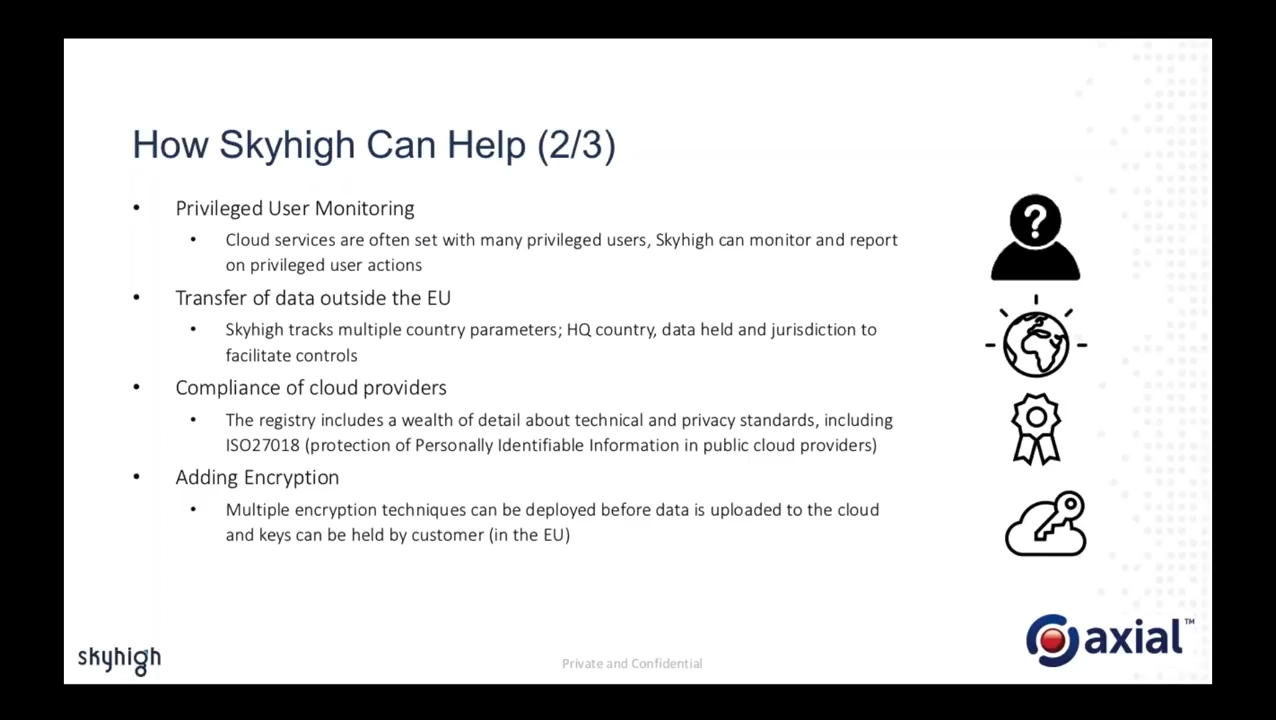 How Skyhigh Can Help (2/3)
• Privileged User Monitoring
• Cloud services are often set with many privileged users, Skyhigh can monitor and report
on privileged user actions
• Transfer of data outside the EU
• Skyhigh tracks multiple country parameters; HQ country, data held and jurisdiction to
facilitate controls
• Compliance of cloud providers
• The registry includes a wealth of detail about technical and privacy standards, including
ISO27018 (protection of Personally Identifiable Information in public cloud providers)
• Adding Encryption
• Multiple encryption techniques can be deployed before data is uploaded to the cloud
and keys can be held by customer (in the EU)
?
skyhigh
Private and Confidential
axial™